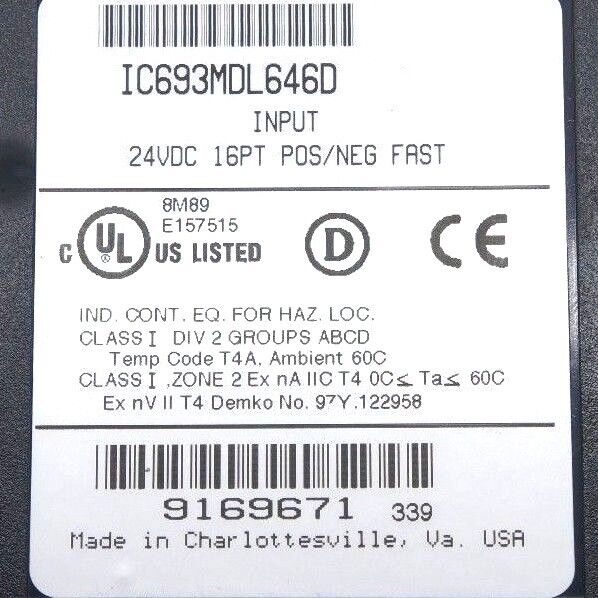 IC693MDL646D
INPUT
24VDC 16PT POS/NEG FAST
8M89
E157515
C UL US LISTED
D
CE
IND. CONT. EQ. FOR HAZ. LOC.
CLASS I DIV 2 GROUPS ABCD
Temp Code T4A, Ambient 60C
CLASS I ,ZONE 2 Ex nA IIC T4 0C≤ Ta≤ 60C
Ex nV II T4 Demko No. 97Y.122958
9169671 339
Made in Charlottesville, Va. USA